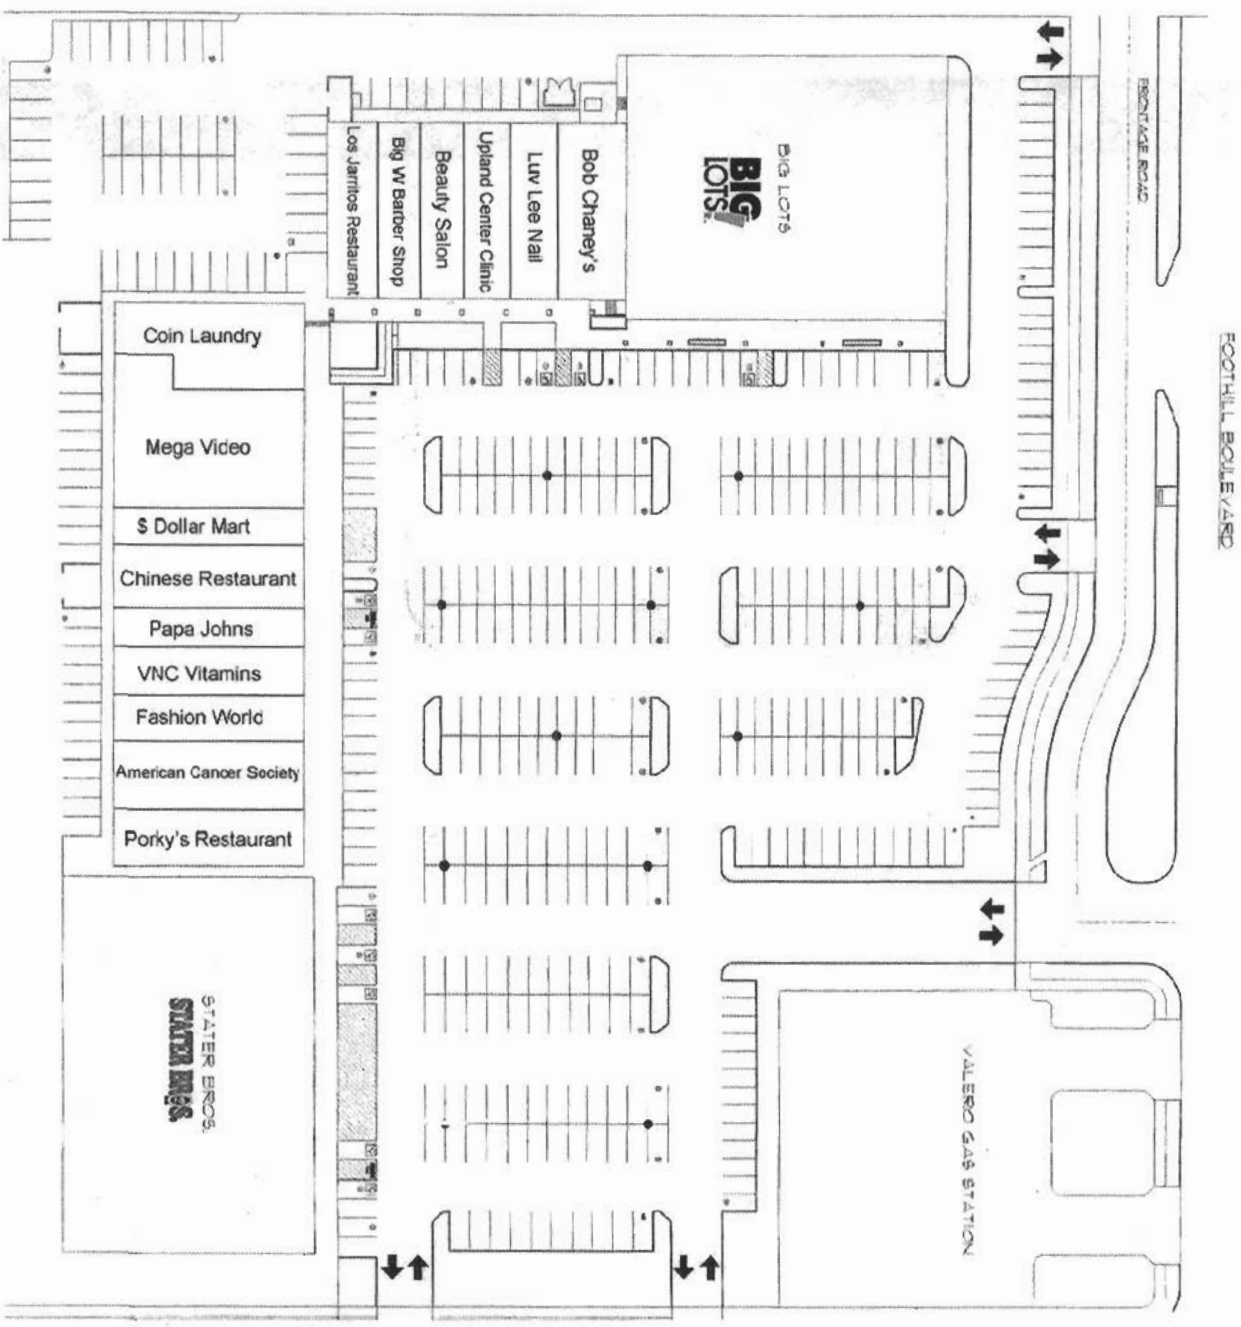 FRONTAGE ROAD
FOOTHILL BOULEVARD
BIG LOTS
BIG
LOTS
Los Jarritos Restaurant
Big W Barber Shop
Beauty Salon
Upland Center Clinic
Luv Lee Nail
Bob Chaney's
Coin Laundry
Mega Video
$ Dollar Mart
Chinese Restaurant
Papa Johns
VNC Vitamins
Fashion World
American Cancer Society
Porky's Restaurant
STATER BROS.
STATER BROS.
VALERO GAS STATION